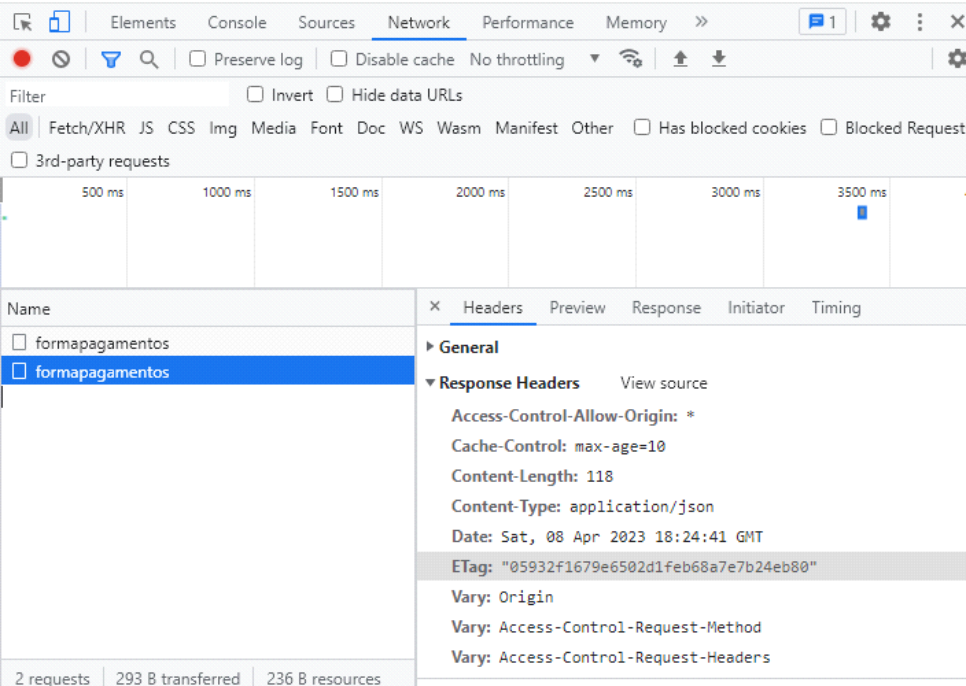 Elements Console Sources Network Performance Memory » 1
Preserve log Disable cache No throttling
Filter Invert Hide data URLs
All Fetch/XHR JS CSS Img Media Font Doc WS Wasm Manifest Other Has blocked cookies Blocked Request
3rd-party requests
500 ms 1000 ms 1500 ms 2000 ms 2500 ms 3000 ms 3500 ms
Name
formapagamentos
formapagamentos
2 requests 293 B transferred 236 B resources
× Headers Preview Response Initiator Timing
General
Response Headers View source
Access-Control-Allow-Origin: *
Cache-Control: max-age=10
Content-Length: 118
Content-Type: application/json
Date: Sat, 08 Apr 2023 18:24:41 GMT
ETag: "05932f1679e6502d1feb68a7e7b24eb80"
Vary: Origin
Vary: Access-Control-Request-Method
Vary: Access-Control-Request-Headers